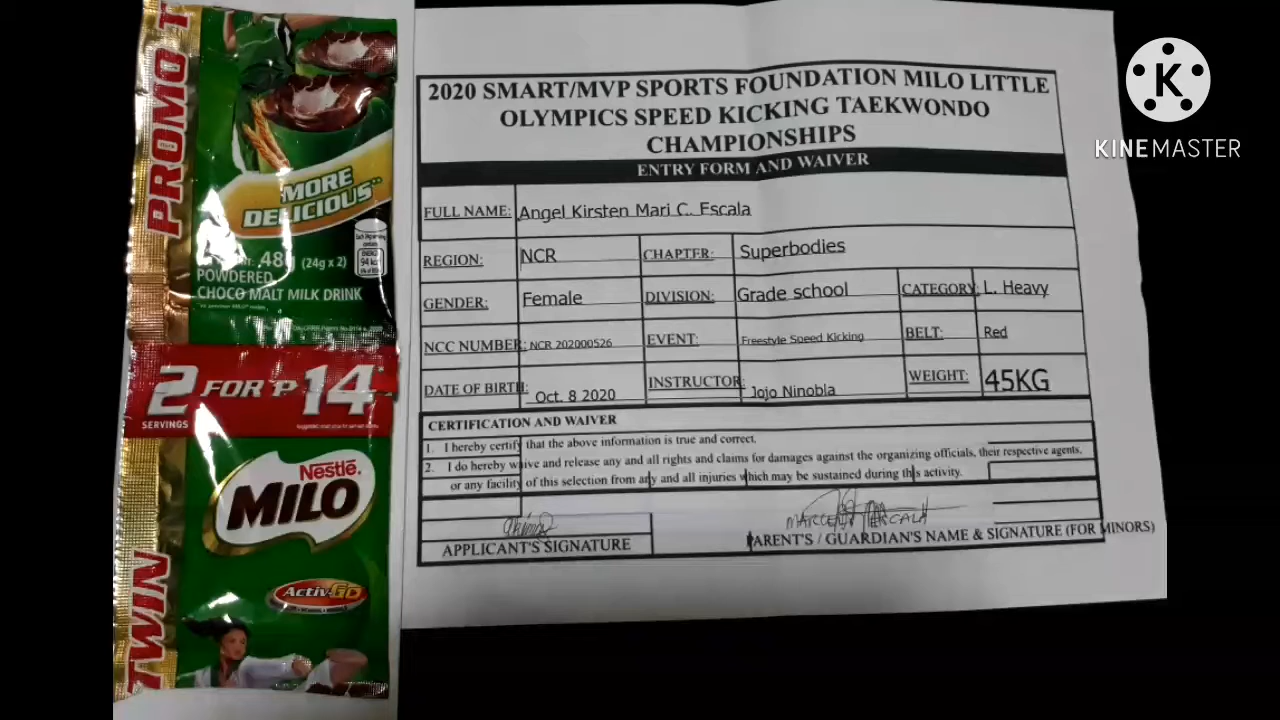 PROMO T
MORE
DELICIOUS
48g (24g x 2)
POWDERED
CHOCO MALT MILK DRINK
2 FOR P 14
SERVINGS
Nestlé.
MILO
Activ-GO
TWIN
2020 SMART/MVP SPORTS FOUNDATION MILO LITTLE
OLYMPICS SPEED KICKING TAEKWONDO
CHAMPIONSHIPS
ENTRY FORM AND WAIVER
FULL NAME: Angel Kirsten Mari C. Escala
REGION: NCR CHAPTER: Superbodies
GENDER: Female DIVISION: Grade school CATEGORY: L. Heavy
NCC NUMBER: NCR 202000526 EVENT: Freestyle Speed Kicking BELT: Red
DATE OF BIRTH: Oct. 8 2020 INSTRUCTOR: Jojo Ninobla WEIGHT: 45KG
CERTIFICATION AND WAIVER
1. I hereby certify that the above information is true and correct.
2. I do hereby waive and release any and all rights and claims for damages against the organizing officials, their respective agents,
or any facility of this selection from any and all injuries which may be sustained during this activity.
APPLICANT'S SIGNATURE
PARENT'S / GUARDIAN'S NAME & SIGNATURE (FOR MINORS)
K
KINEMASTER